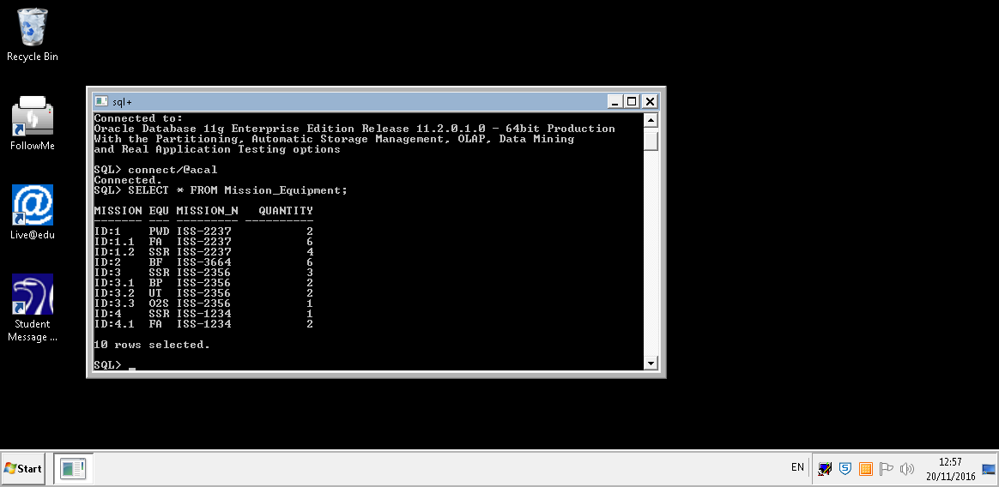 Recycle Bin
FollowMe
Live@edu
Student
Message ...
sql+
Connected to:
Oracle Database 11g Enterprise Edition Release 11.2.0.1.0 - 64bit Production
With the Partitioning, Automatic Storage Management, OLAP, Data Mining
and Real Application Testing options
SQL> connect/@acal
Connected.
SQL> SELECT * FROM Mission_Equipment;
MISSION EQU MISSION_N   QUANTITY
------- --- --------- ----------
ID:1    PWD ISS-2237           2
ID:1.1  FA  ISS-2237           6
ID:1.2  SSR ISS-2237           4
ID:2    BF  ISS-3664           6
ID:3    SSR ISS-2356           3
ID:3.1  BP  ISS-2356           2
ID:3.2  UT  ISS-2356           2
ID:3.3  O2S ISS-2356           1
ID:4    SSR ISS-1234           1
ID:4.1  FA  ISS-1234           2
10 rows selected.
SQL> _
Start
EN
12:57
20/11/2016